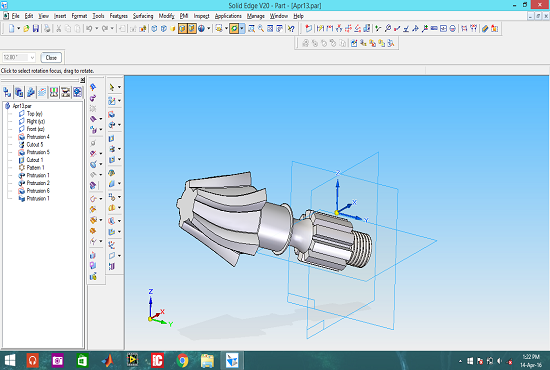 Solid Edge V20 - Part - [Apr13.par]
File Edit View Insert Format Tools Features Surfacing Modify PMI Inspect Applications Manage Window Help
12.00 ° Close
Click to select rotation focus, drag to rotate.
Apr13.par
Top (xy)
Right (yz)
Front (xz)
Protrusion 4
Cutout 5
Protrusion 5
Cutout 1
Pattern 1
Protrusion 1
Protrusion 2
Protrusion 6
Protrusion 1
Z
X
Y
Z
X
Y
1:22 PM
14-Apr-16